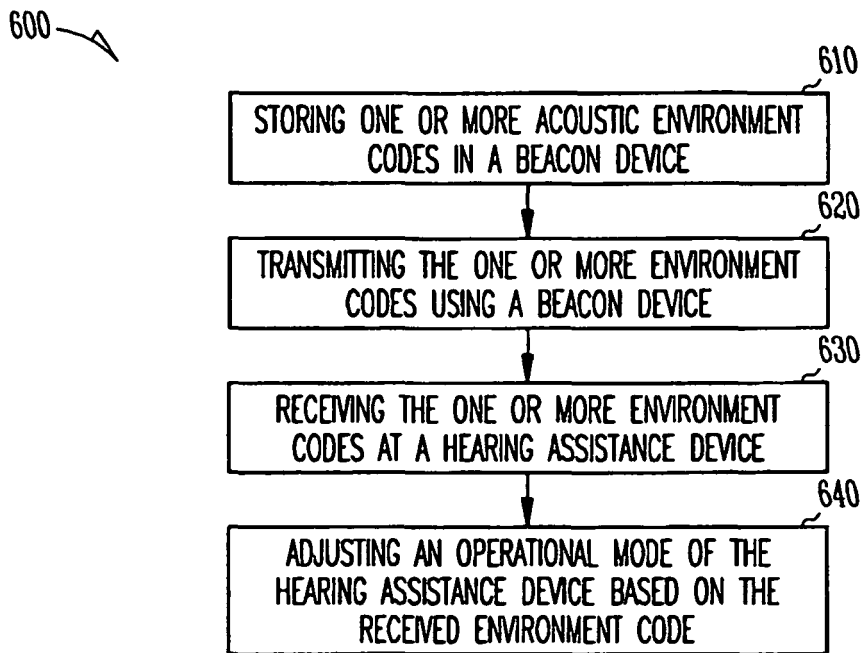 600
610
STORING ONE OR MORE ACOUSTIC ENVIRONMENT
CODES IN A BEACON DEVICE
620
TRANSMITTING THE ONE OR MORE ENVIRONMENT
CODES USING A BEACON DEVICE
630
RECEIVING THE ONE OR MORE ENVIRONMENT
CODES AT A HEARING ASSISTANCE DEVICE
640
ADJUSTING AN OPERATIONAL MODE OF THE
HEARING ASSISTANCE DEVICE BASED ON THE
RECEIVED ENVIRONMENT CODE